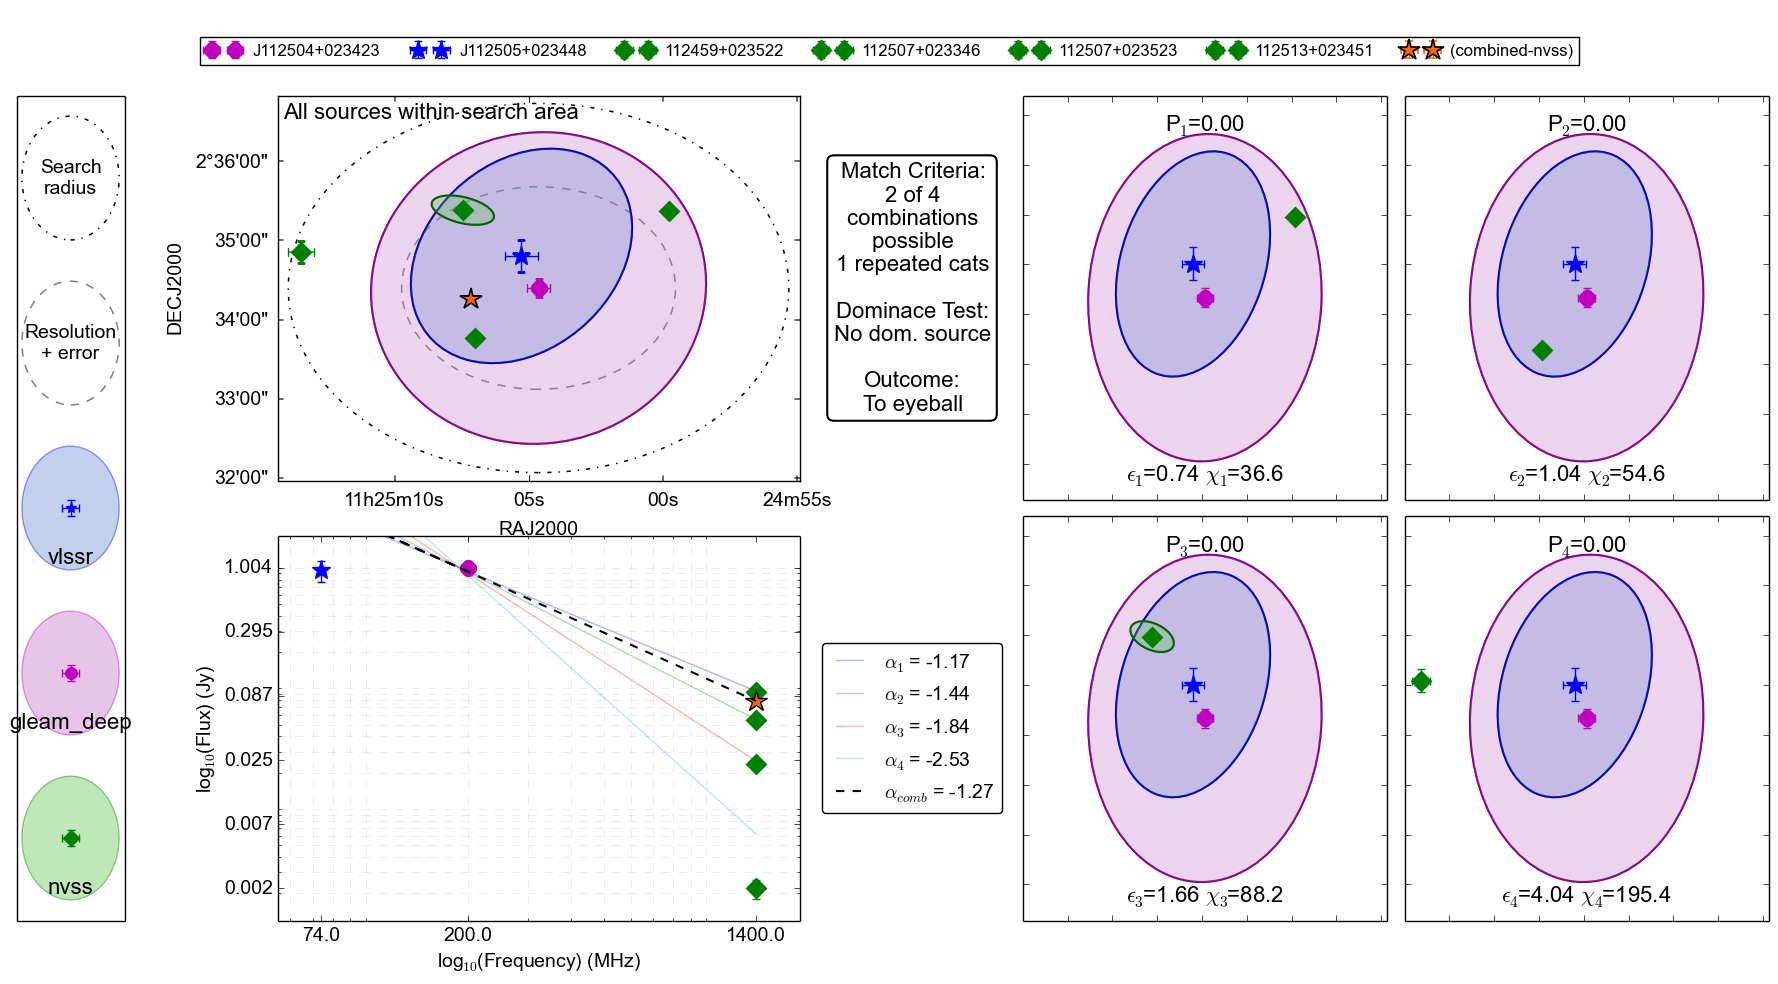 J112504+023423 J112505+023448 112459+023522 112507+023346 112507+023523 112513+023451 (combined-nvss)
Search
radius
Resolution
+ error
vlssr
gleam_deep
nvss
All sources within search area
2°36'00"
35'00"
34'00"
33'00"
32'00"
DECJ2000
11h25m10s 05s 00s 24m55s
RAJ2000
Match Criteria:
2 of 4
combinations
possible
1 repeated cats
Dominace Test:
No dom. source
Outcome:
To eyeball
1.004
0.295
0.087
0.025
0.007
0.002
log10(Flux) (Jy)
74.0 200.0 1400.0
log10(Frequency) (MHz)
α1 = -1.17
α2 = -1.44
α3 = -1.84
α4 = -2.53
αcomb = -1.27
P1=0.00
ϵ1=0.74 χ1=36.6
P2=0.00
ϵ2=1.04 χ2=54.6
P3=0.00
ϵ3=1.66 χ3=88.2
P4=0.00
ϵ4=4.04 χ4=195.4